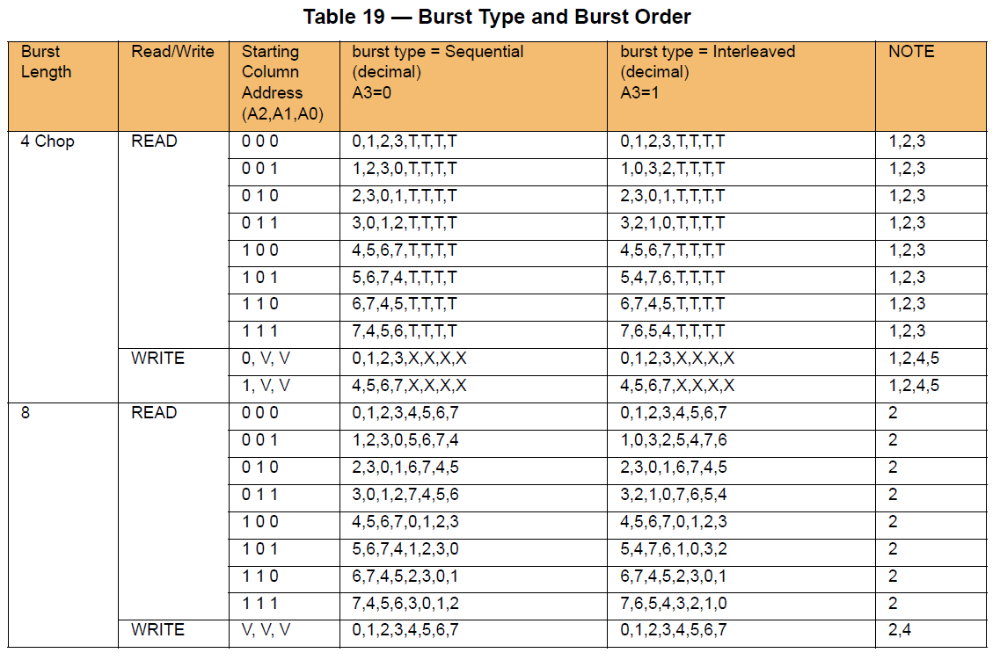 Table 19 — Burst Type and Burst Order
Burst Length Read/Write Starting Column Address (A2,A1,A0) burst type = Sequential (decimal) A3=0 burst type = Interleaved (decimal) A3=1 NOTE
4 Chop READ 0 0 0 0,1,2,3,T,T,T,T 0,1,2,3,T,T,T,T 1,2,3
0 0 1 1,2,3,0,T,T,T,T 1,0,3,2,T,T,T,T 1,2,3
0 1 0 2,3,0,1,T,T,T,T 2,3,0,1,T,T,T,T 1,2,3
0 1 1 3,0,1,2,T,T,T,T 3,2,1,0,T,T,T,T 1,2,3
1 0 0 4,5,6,7,T,T,T,T 4,5,6,7,T,T,T,T 1,2,3
1 0 1 5,6,7,4,T,T,T,T 5,4,7,6,T,T,T,T 1,2,3
1 1 0 6,7,4,5,T,T,T,T 6,7,4,5,T,T,T,T 1,2,3
1 1 1 7,4,5,6,T,T,T,T 7,6,5,4,T,T,T,T 1,2,3
WRITE 0, V, V 0,1,2,3,X,X,X,X 0,1,2,3,X,X,X,X 1,2,4,5
1, V, V 4,5,6,7,X,X,X,X 4,5,6,7,X,X,X,X 1,2,4,5
8 READ 0 0 0 0,1,2,3,4,5,6,7 0,1,2,3,4,5,6,7 2
0 0 1 1,2,3,0,5,6,7,4 1,0,3,2,5,4,7,6 2
0 1 0 2,3,0,1,6,7,4,5 2,3,0,1,6,7,4,5 2
0 1 1 3,0,1,2,7,4,5,6 3,2,1,0,7,6,5,4 2
1 0 0 4,5,6,7,0,1,2,3 4,5,6,7,0,1,2,3 2
1 0 1 5,6,7,4,1,2,3,0 5,4,7,6,1,0,3,2 2
1 1 0 6,7,4,5,2,3,0,1 6,7,4,5,2,3,0,1 2
1 1 1 7,4,5,6,3,0,1,2 7,6,5,4,3,2,1,0 2
WRITE V, V, V 0,1,2,3,4,5,6,7 0,1,2,3,4,5,6,7 2,4